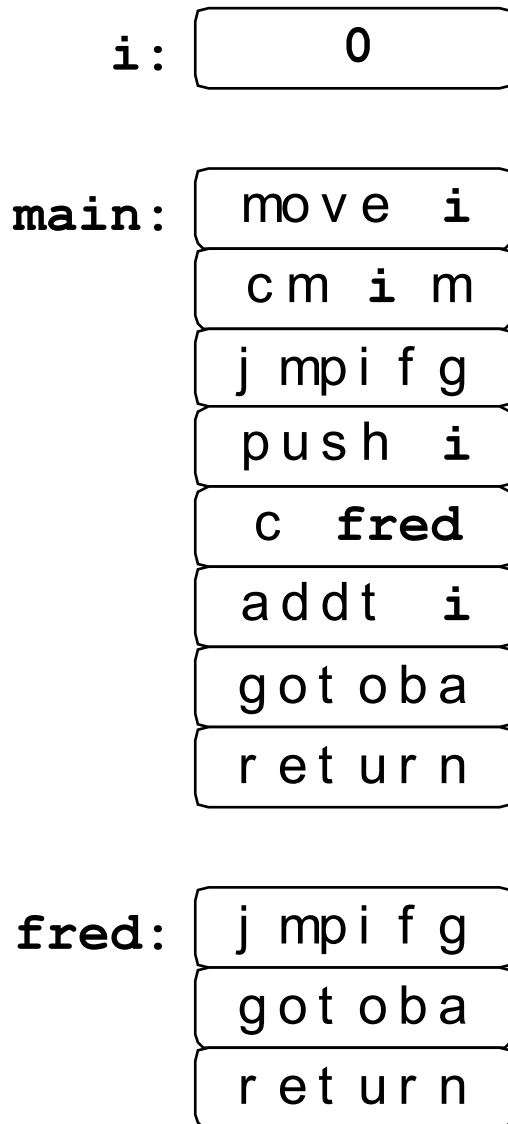 i: 0
main: move i
cm i m
jmpifg
push i
c fred
addt i
gotoba
return
fred: jmpifg
gotoba
return